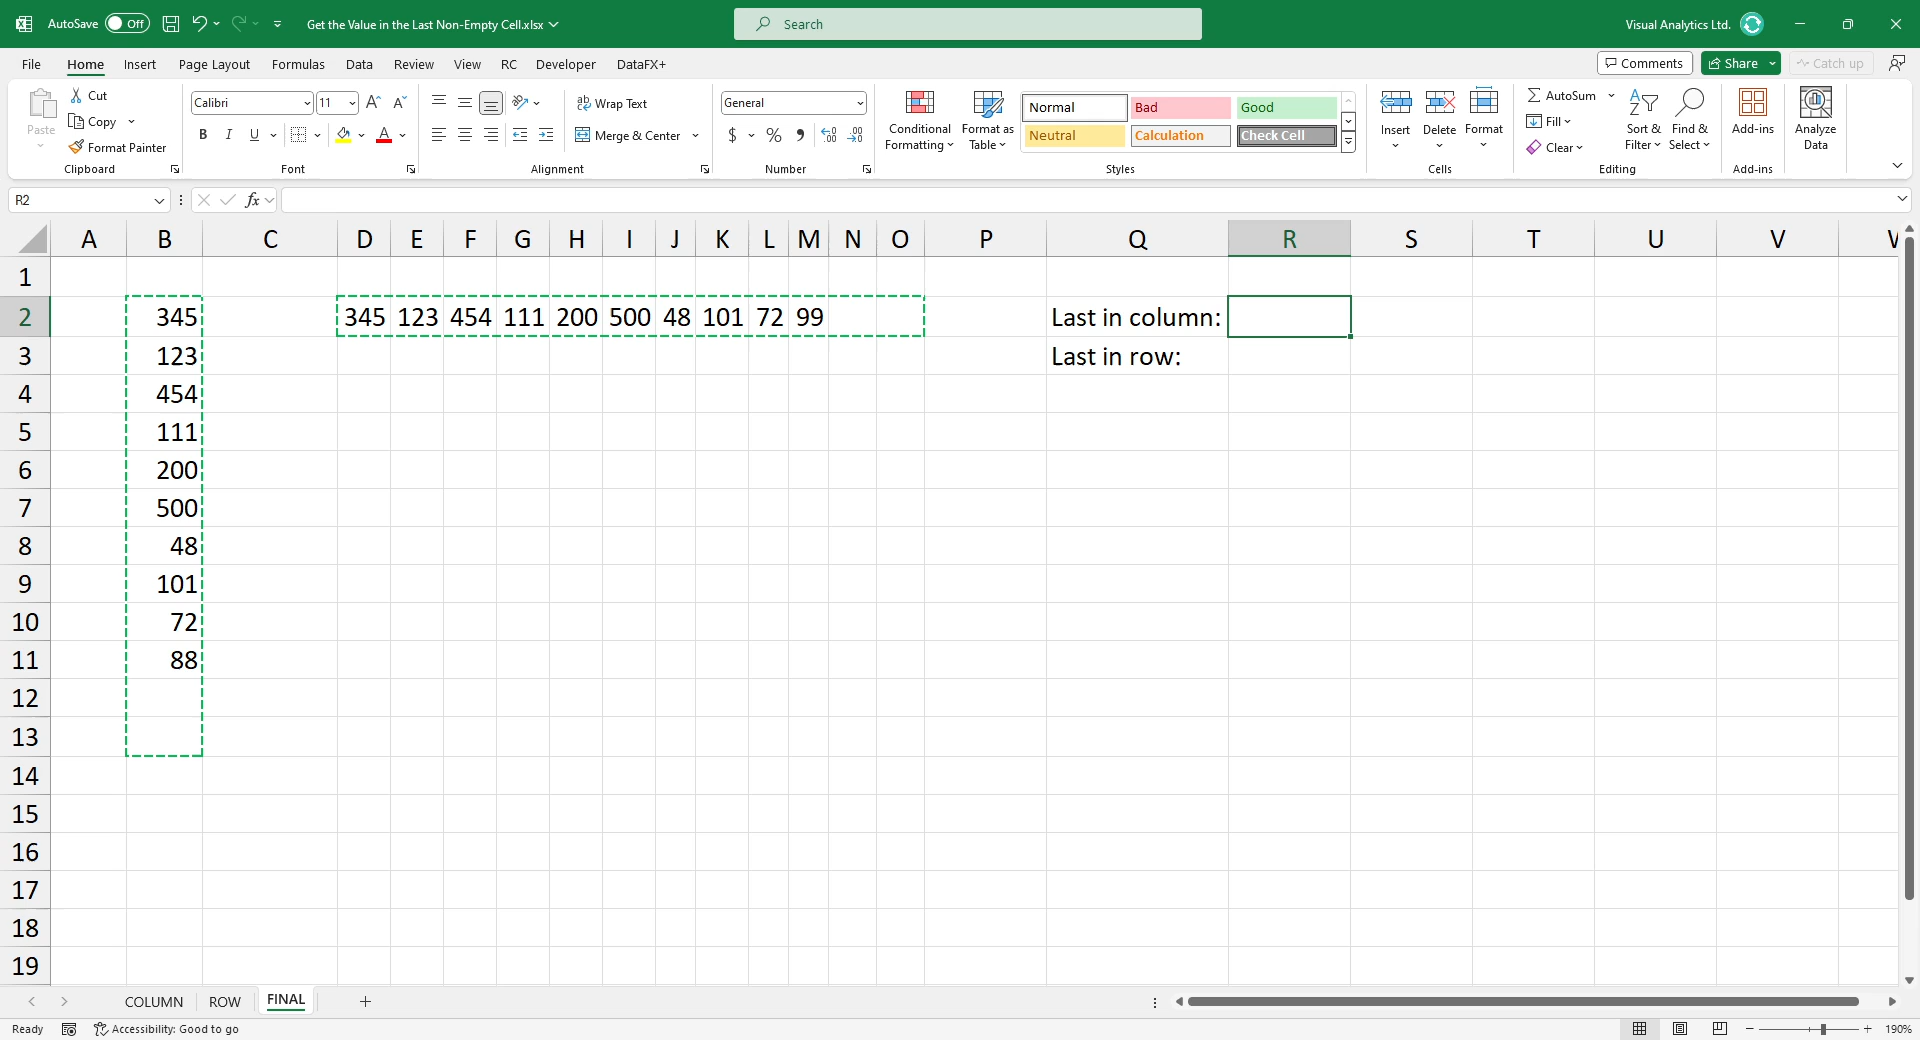 AutoSave Off Get the Value in the Last Non-Empty Cell.xlsx Search Visual Analytics Ltd.
File Home Insert Page Layout Formulas Data Review View RC Developer DataFX+ Comments Share Catch up
Paste Cut Copy Format Painter Clipboard
Calibri 11 B I U A Font
Wrap Text Merge & Center Alignment
General $ % , Number
Conditional Formatting Format as Table
Normal Bad Good
Neutral Calculation Check Cell
Styles
Insert Delete Format Cells
AutoSum Fill Clear Sort & Filter Find & Select Editing
Add-ins Add-ins
Analyze Data
R2 fx
A B C D E F G H I J K L M N O P Q R S T U V
1
2 345 345 123 454 111 200 500 48 101 72 99 Last in column:
3 123 Last in row:
4 454
5 111
6 200
7 500
8 48
9 101
10 72
11 88
12
13
14
15
16
17
18
19
COLUMN ROW FINAL +
Ready Accessibility: Good to go 190%